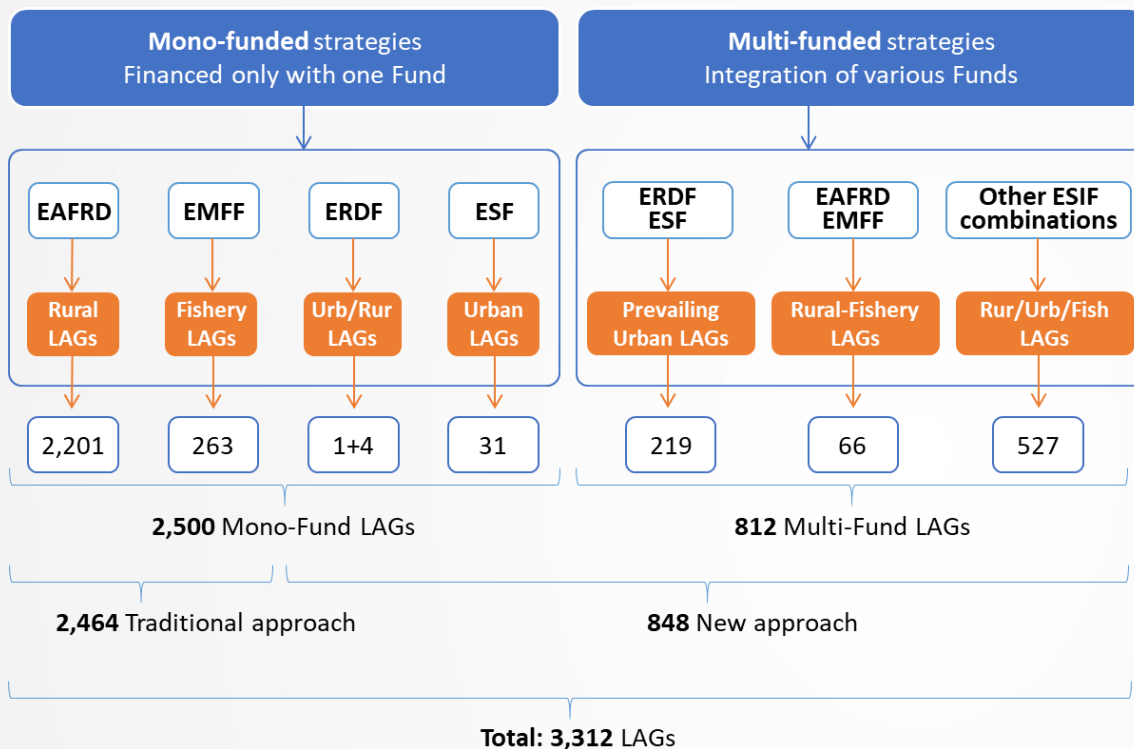 Mono-funded strategies
Financed only with one Fund
Multi-funded strategies
Integration of various Funds
EAFRD
EMFF
ERDF
ESF
ERDF
ESF
EAFRD
EMFF
Other ESIF
combinations
Rural
LAGs
Fishery
LAGs
Urb/Rur
LAGs
Urban
LAGs
Prevailing
Urban LAGs
Rural-Fishery
LAGs
Rur/Urb/Fish
LAGs
2,201
263
1+4
31
219
66
527
2,500 Mono-Fund LAGs
812 Multi-Fund LAGs
2,464 Traditional approach
848 New approach
Total: 3,312 LAGs